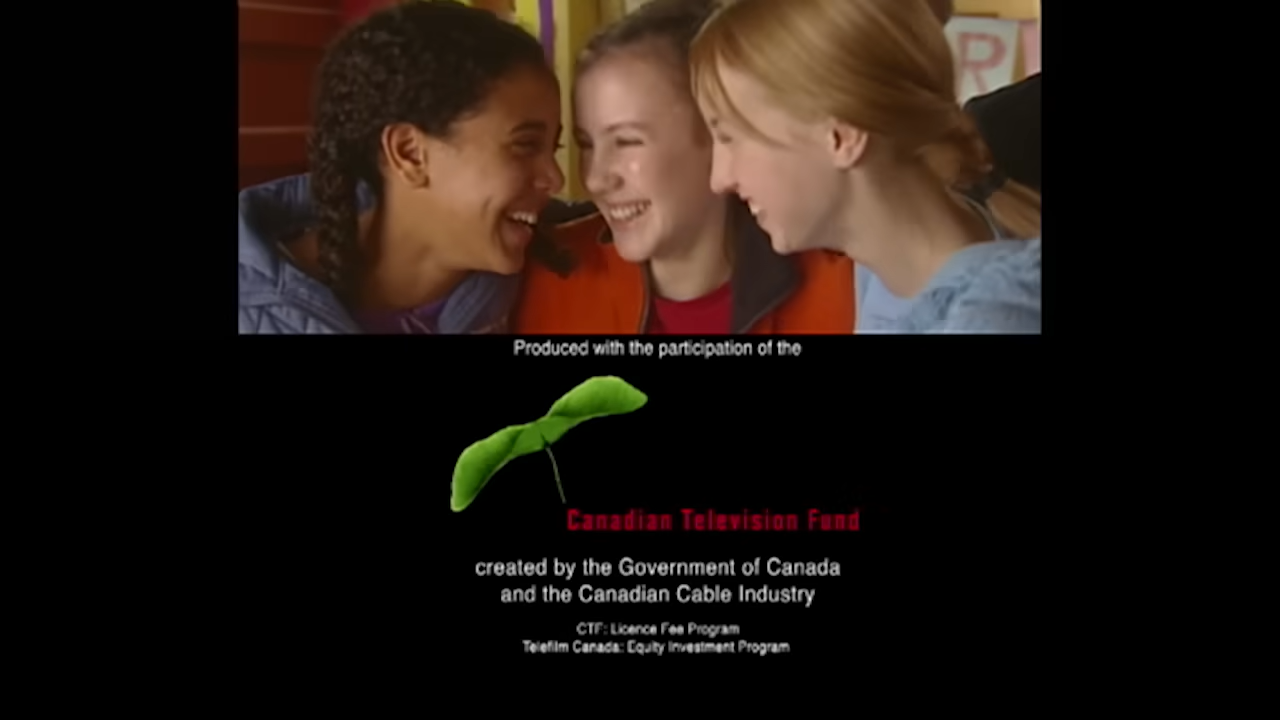 R
Produced with the participation of the
Canadian Television Fund
created by the Government of Canada
and the Canadian Cable Industry
CTF: Licence Fee Program
Telefilm Canada: Equity Investment Program